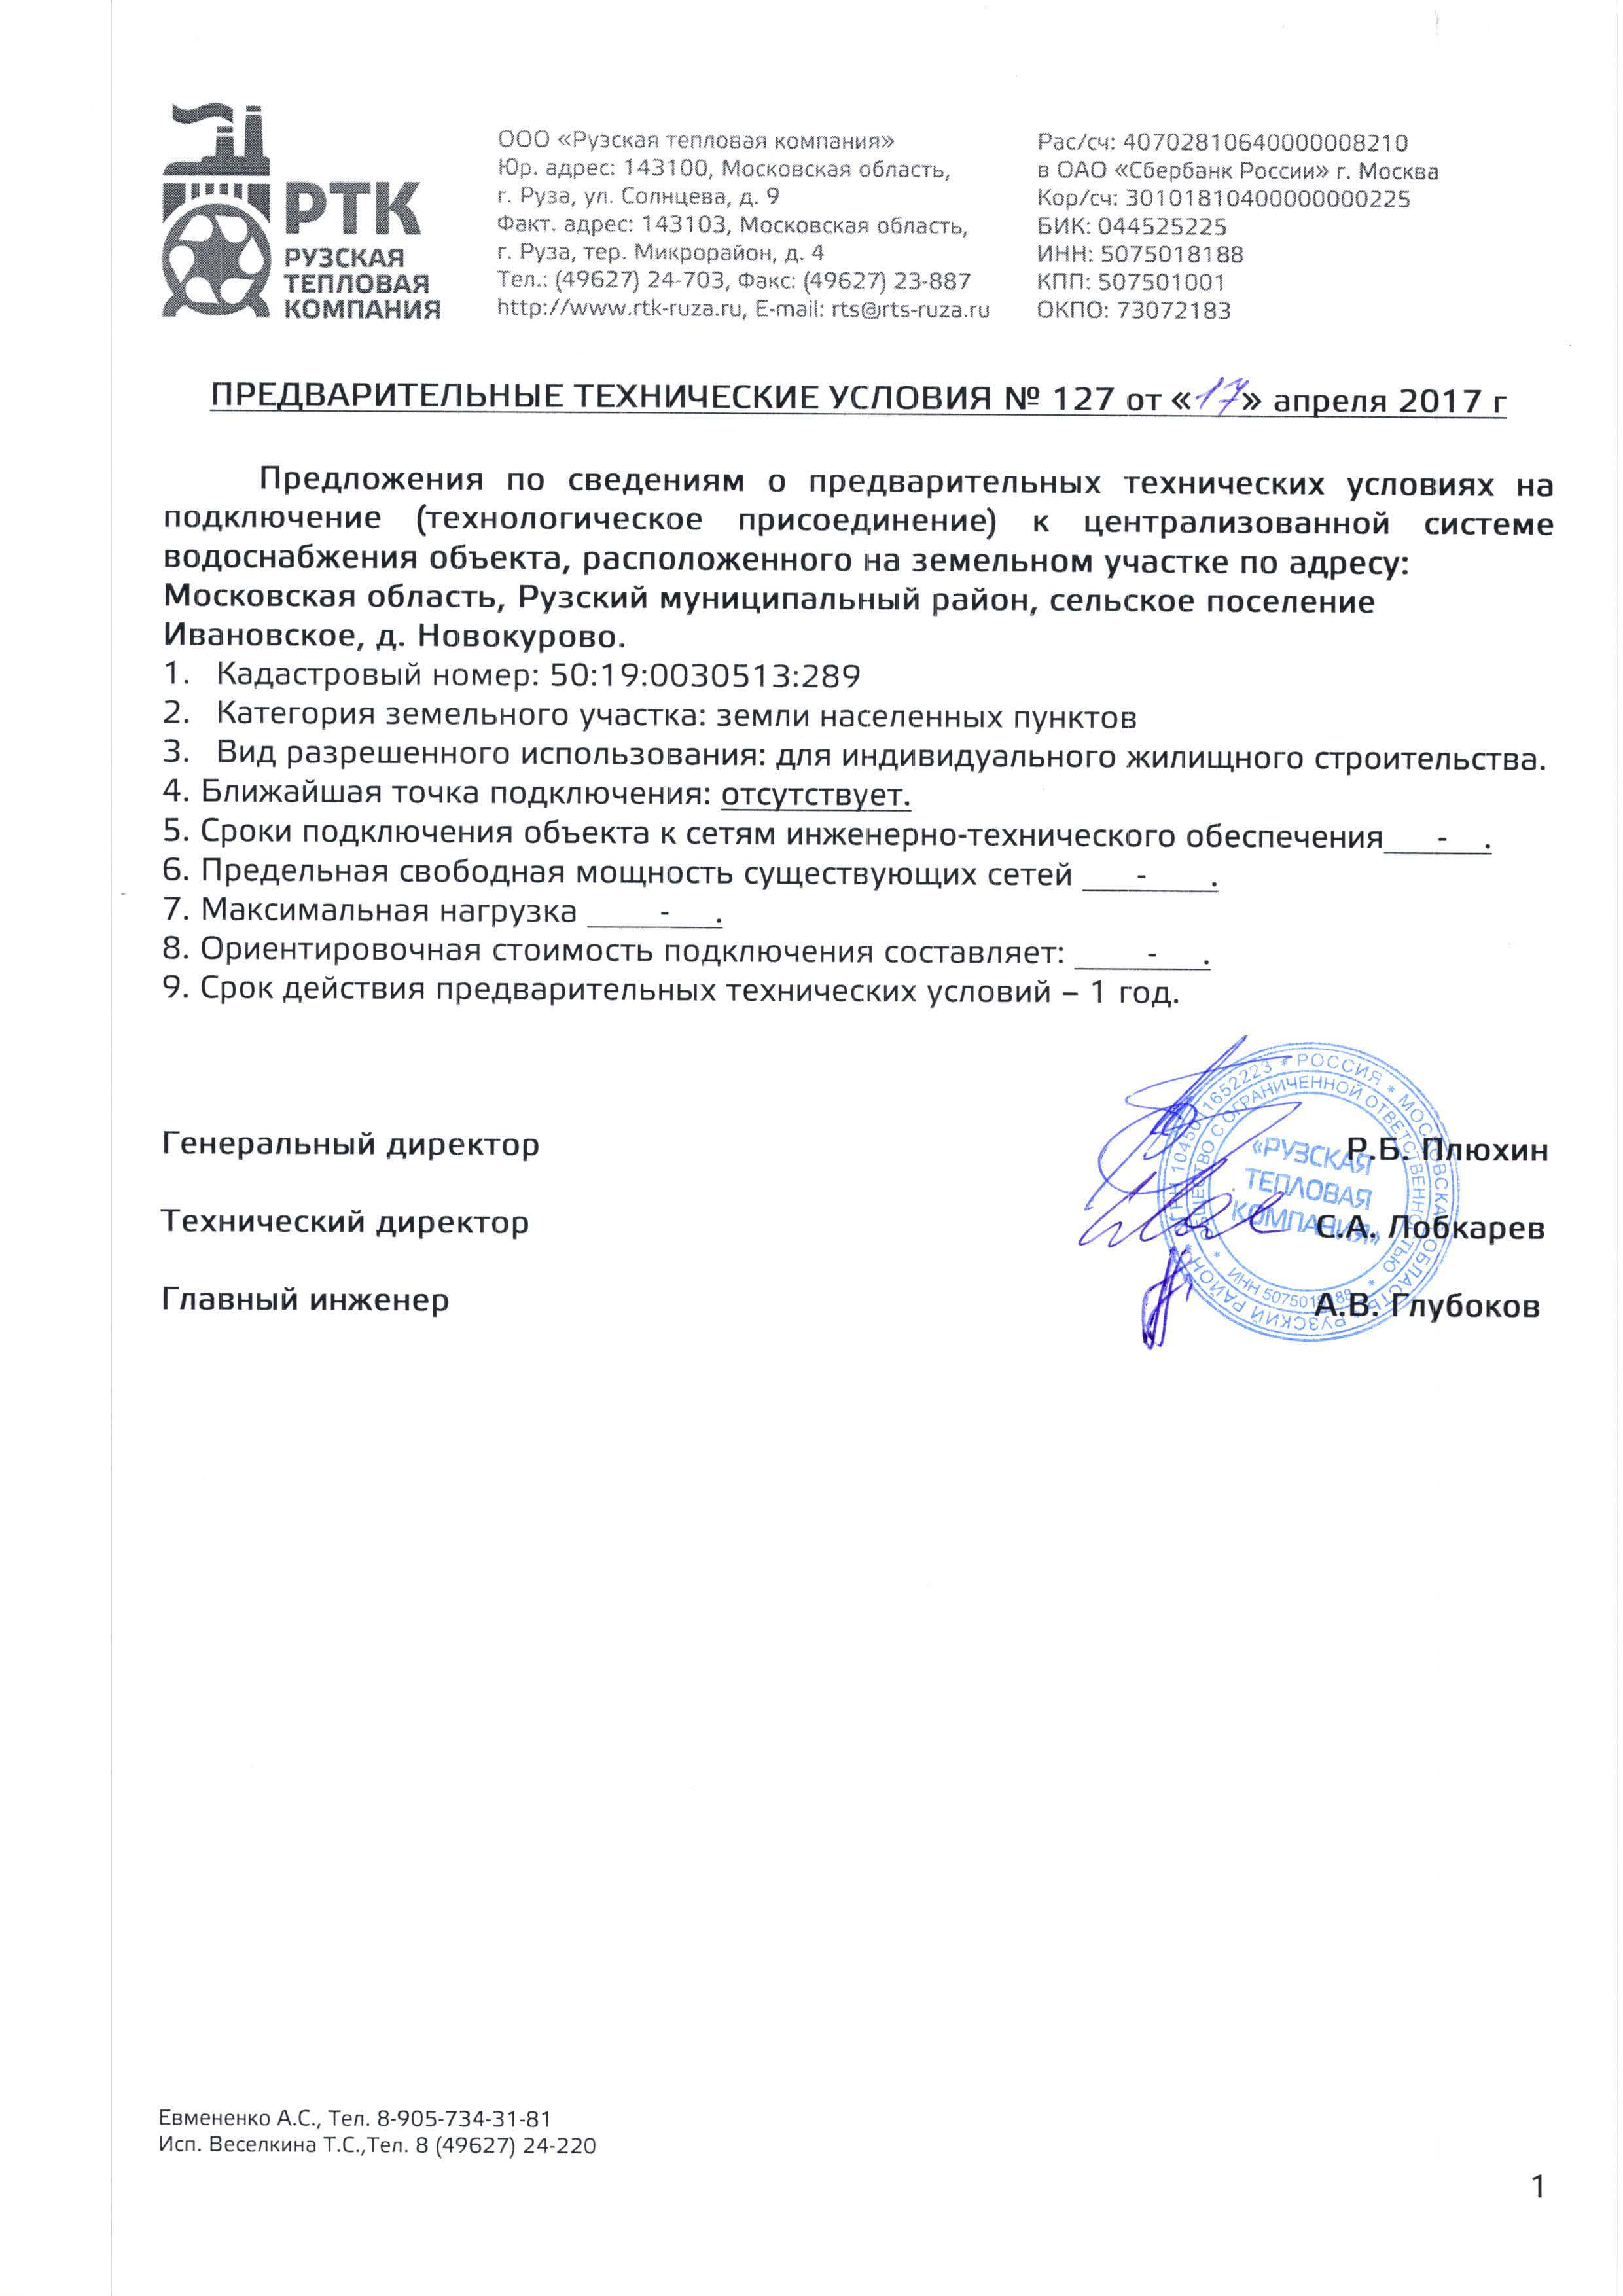 РТК
РУЗСКАЯ
ТЕПЛОВАЯ
КОМПАНИЯ
ООО «Рузская тепловая компания»
Юр. адрес: 143100, Московская область,
г. Руза, ул. Солнцева, д. 9
Факт. адрес: 143103, Московская область,
г. Руза, тер. Микрорайон, д. 4
Тел.: (49627) 24-703, Факс: (49627) 23-887
http://www.rtk-ruza.ru, E-mail: rts@rts-ruza.ru
Рас/сч: 40702810640000008210
в ОАО «Сбербанк России» г. Москва
Кор/сч: 30101810400000000225
БИК: 044525225
ИНН: 5075018188
КПП: 507501001
ОКПО: 73072183
ПРЕДВАРИТЕЛЬНЫЕ ТЕХНИЧЕСКИЕ УСЛОВИЯ № 127 от «17» апреля 2017 г
Предложения по сведениям о предварительных технических условиях на
подключение (технологическое присоединение) к централизованной системе
водоснабжения объекта, расположенного на земельном участке по адресу:
Московская область, Рузский муниципальный район, сельское поселение
Ивановское, д. Новокурово.
1. Кадастровый номер: 50:19:0030513:289
2. Категория земельного участка: земли населенных пунктов
3. Вид разрешенного использования: для индивидуального жилищного строительства.
4. Ближайшая точка подключения: отсутствует.
5. Сроки подключения объекта к сетям инженерно-технического обеспечения - .
6. Предельная свободная мощность существующих сетей - .
7. Максимальная нагрузка - .
8. Ориентировочная стоимость подключения составляет: - .
9. Срок действия предварительных технических условий – 1 год.
Генеральный директор Р.Б. Плюхин
Технический директор С.А. Лобкарев
Главный инженер А.В. Глубоков
РОССИЯ * МОСКОВСКАЯ ОБЛАСТЬ * РУЗСКИЙ РАЙОН *
ОБЩЕСТВО С ОГРАНИЧЕННОЙ ОТВЕТСТВЕННОСТЬЮ *
«РУЗСКАЯ
ТЕПЛОВАЯ
КОМПАНИЯ»
Евмененко А.С., Тел. 8-905-734-31-81
Исп. Веселкина Т.С.,Тел. 8 (49627) 24-220
1